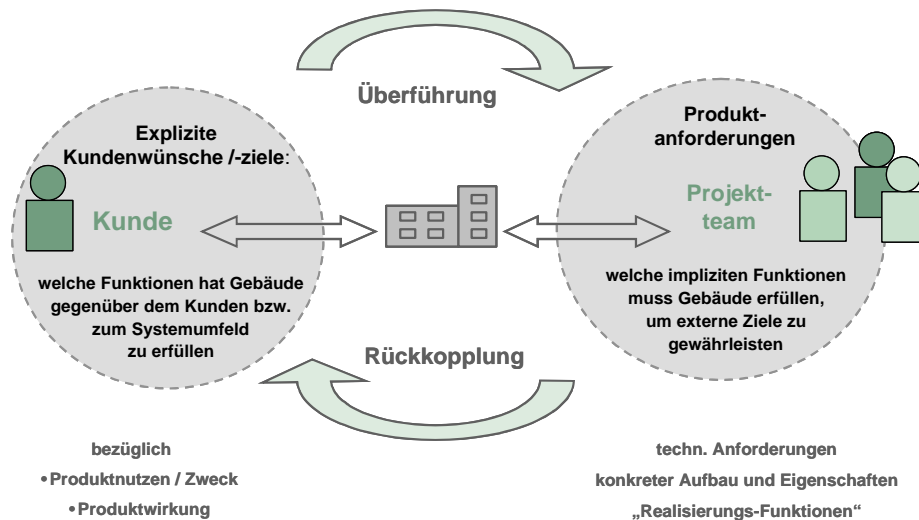 Überführung
Explizite
Kundenwünsche /-ziele:
Kunde
welche Funktionen hat Gebäude
gegenüber dem Kunden bzw.
zum Systemumfeld
zu erfüllen
Produkt-
anforderungen
Projekt-
team
welche impliziten Funktionen
muss Gebäude erfüllen,
um externe Ziele zu
gewährleisten
Rückkopplung
bezüglich
•Produktnutzen / Zweck
•Produktwirkung
techn. Anforderungen
konkreter Aufbau und Eigenschaften
„Realisierungs-Funktionen“